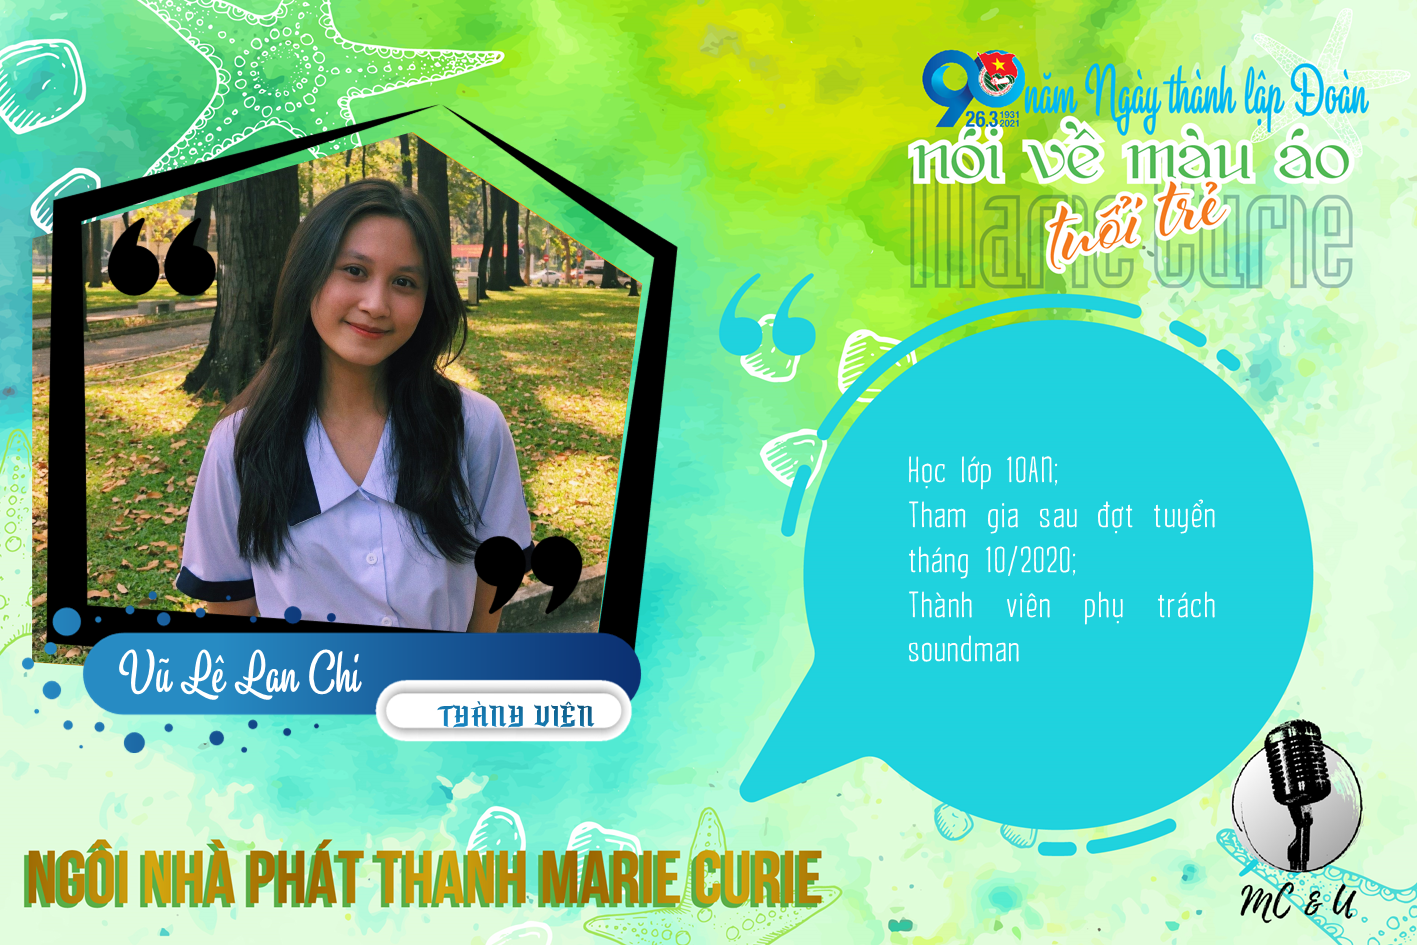 90 năm Ngày thành lập Đoàn
26.3 1931 2021
nói về màu áo
Marie Curie
tuổi trẻ
Học lớp 10AN;
Tham gia sau đợt tuyển
tháng 10/2020;
Thành viên phụ trách
soundman
Vũ Lê Lan Chi
THÀNH VIÊN
NGÔI NHÀ PHÁT THANH MARIE CURIE
MC & U